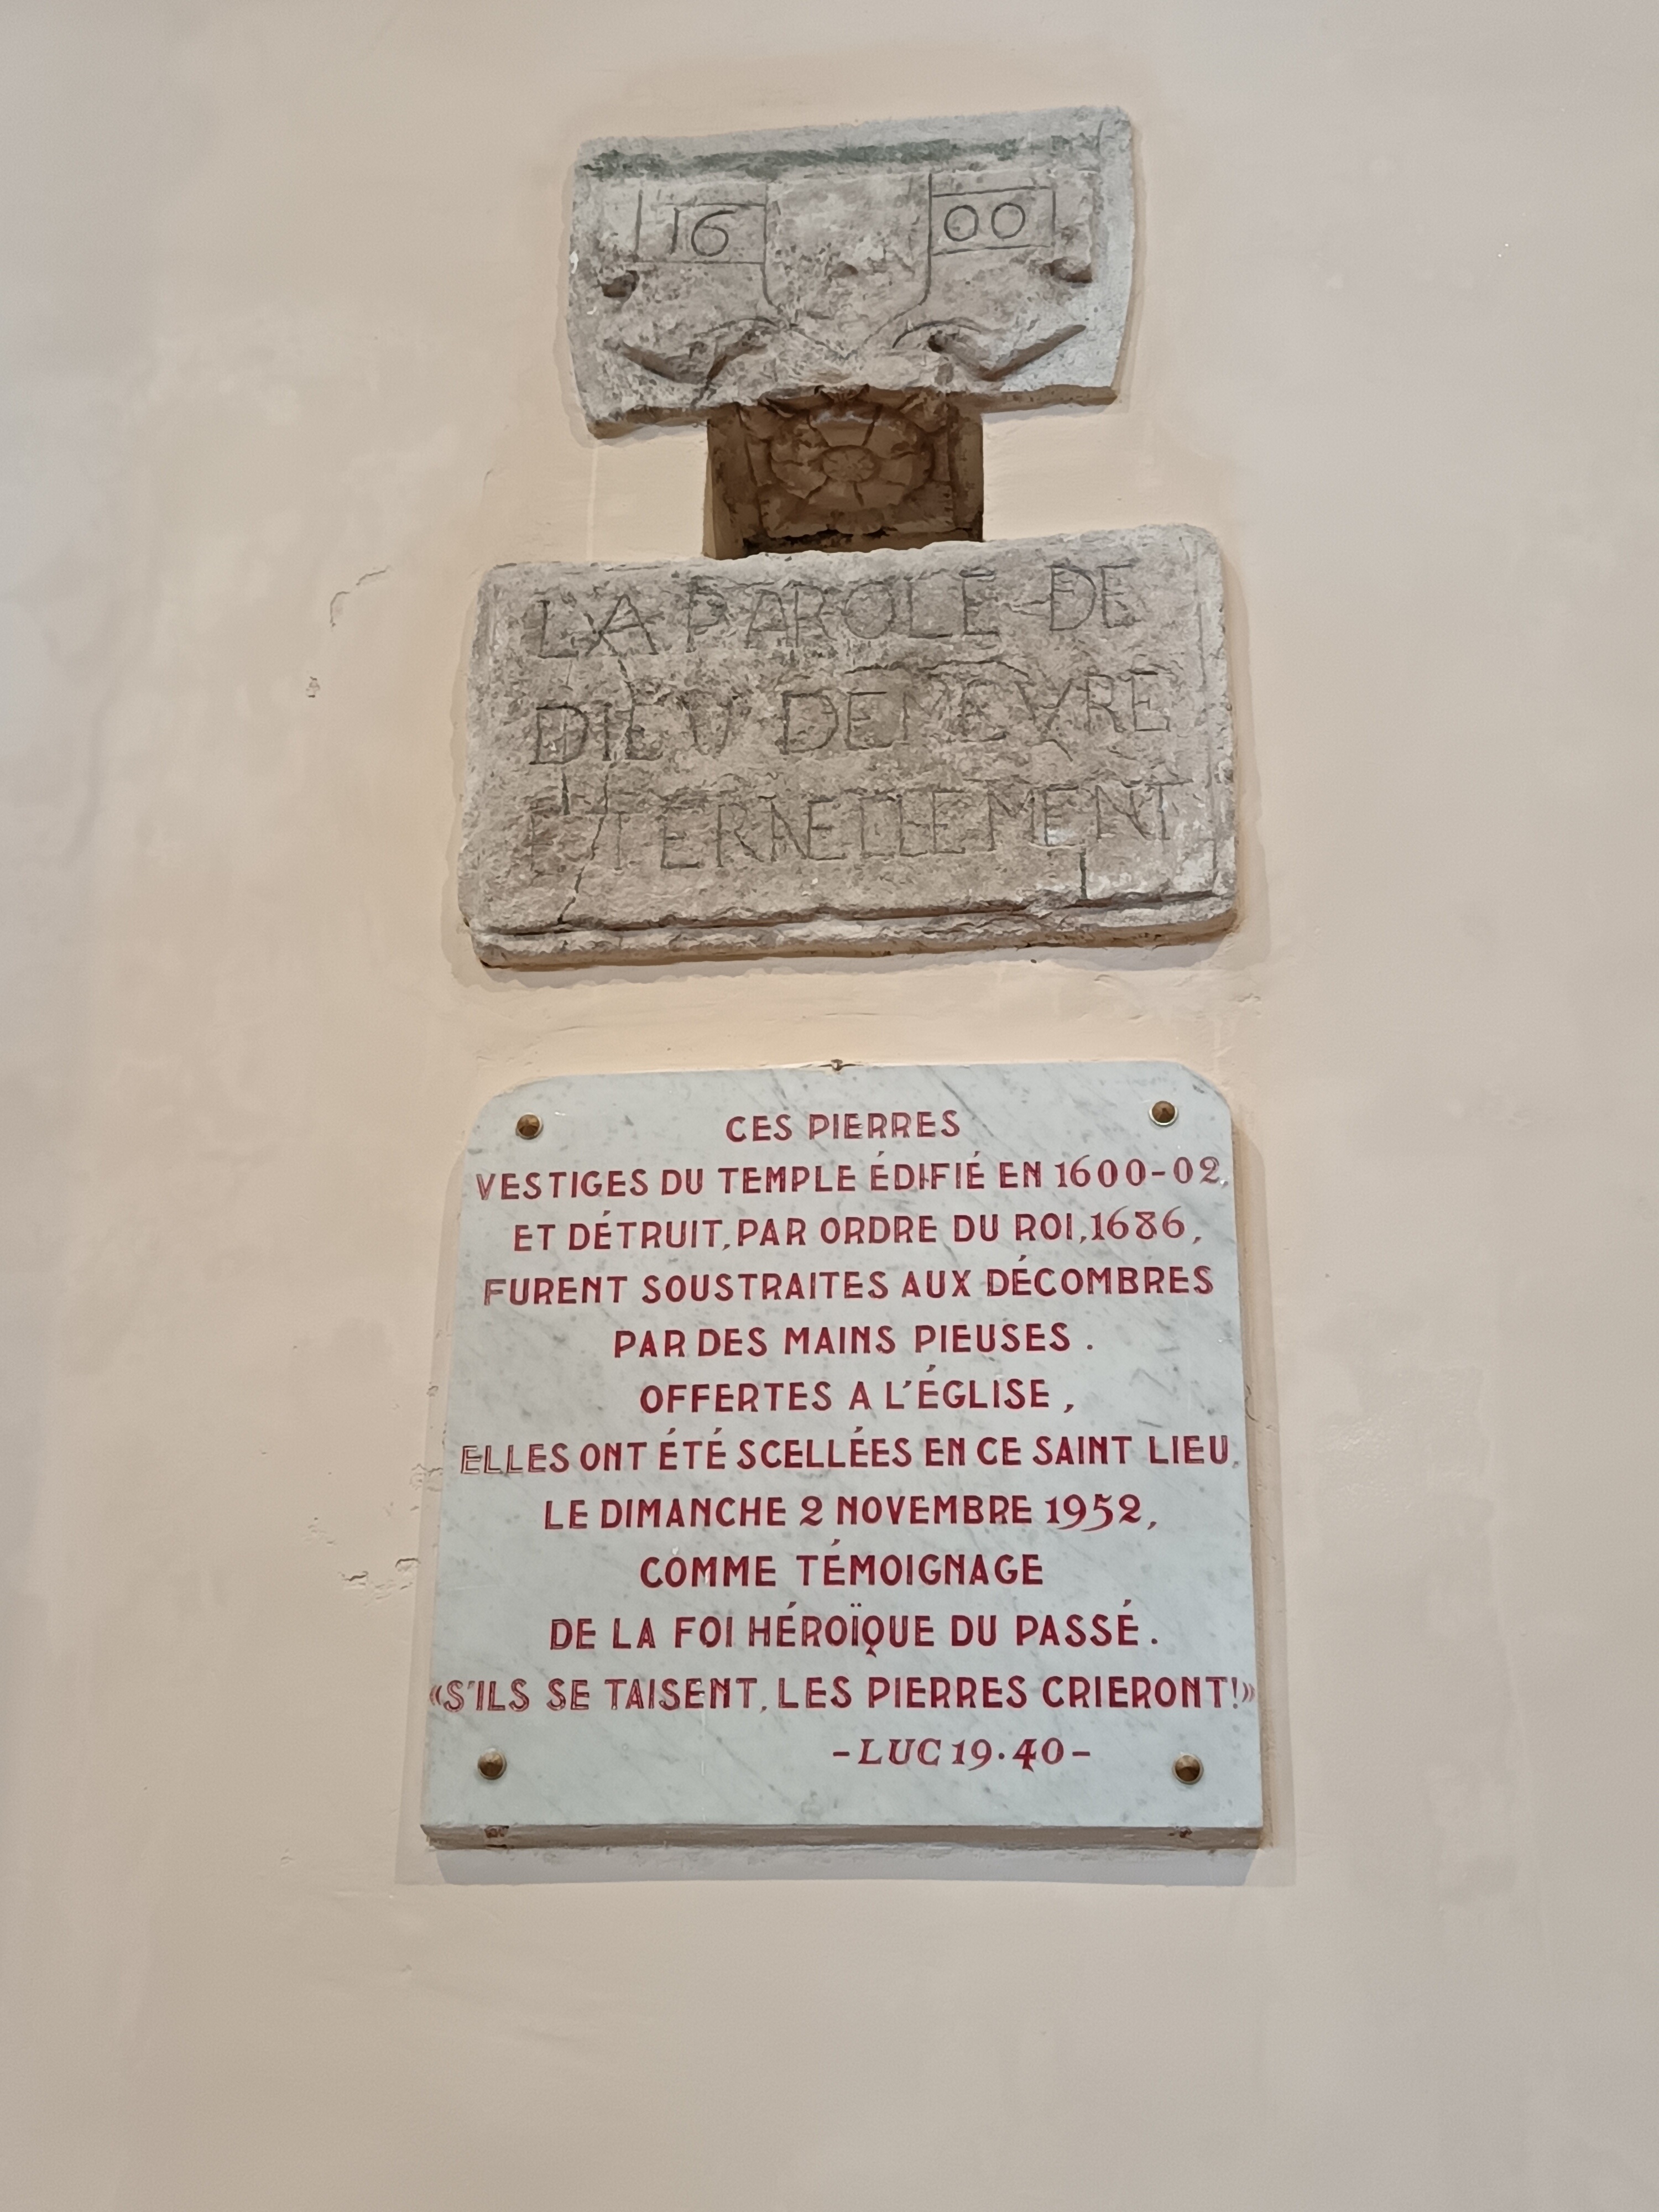 16 00
LA PAROLE DE
DIEU DEMEVRE
ETERNELLEMENT
CES PIERRES
VESTIGES DU TEMPLE ÉDIFIÉ EN 1600-02,
ET DÉTRUIT, PAR ORDRE DU ROI, 1686,
FURENT SOUSTRAITES AUX DÉCOMBRES
PAR DES MAINS PIEUSES.
OFFERTES A L'ÉGLISE,
ELLES ONT ÉTÉ SCELLÉES EN CE SAINT LIEU,
LE DIMANCHE 2 NOVEMBRE 1952,
COMME TÉMOIGNAGE
DE LA FOI HÉROÏQUE DU PASSÉ.
«S'ILS SE TAISENT, LES PIERRES CRIERONT!»
-LUC 19·40-